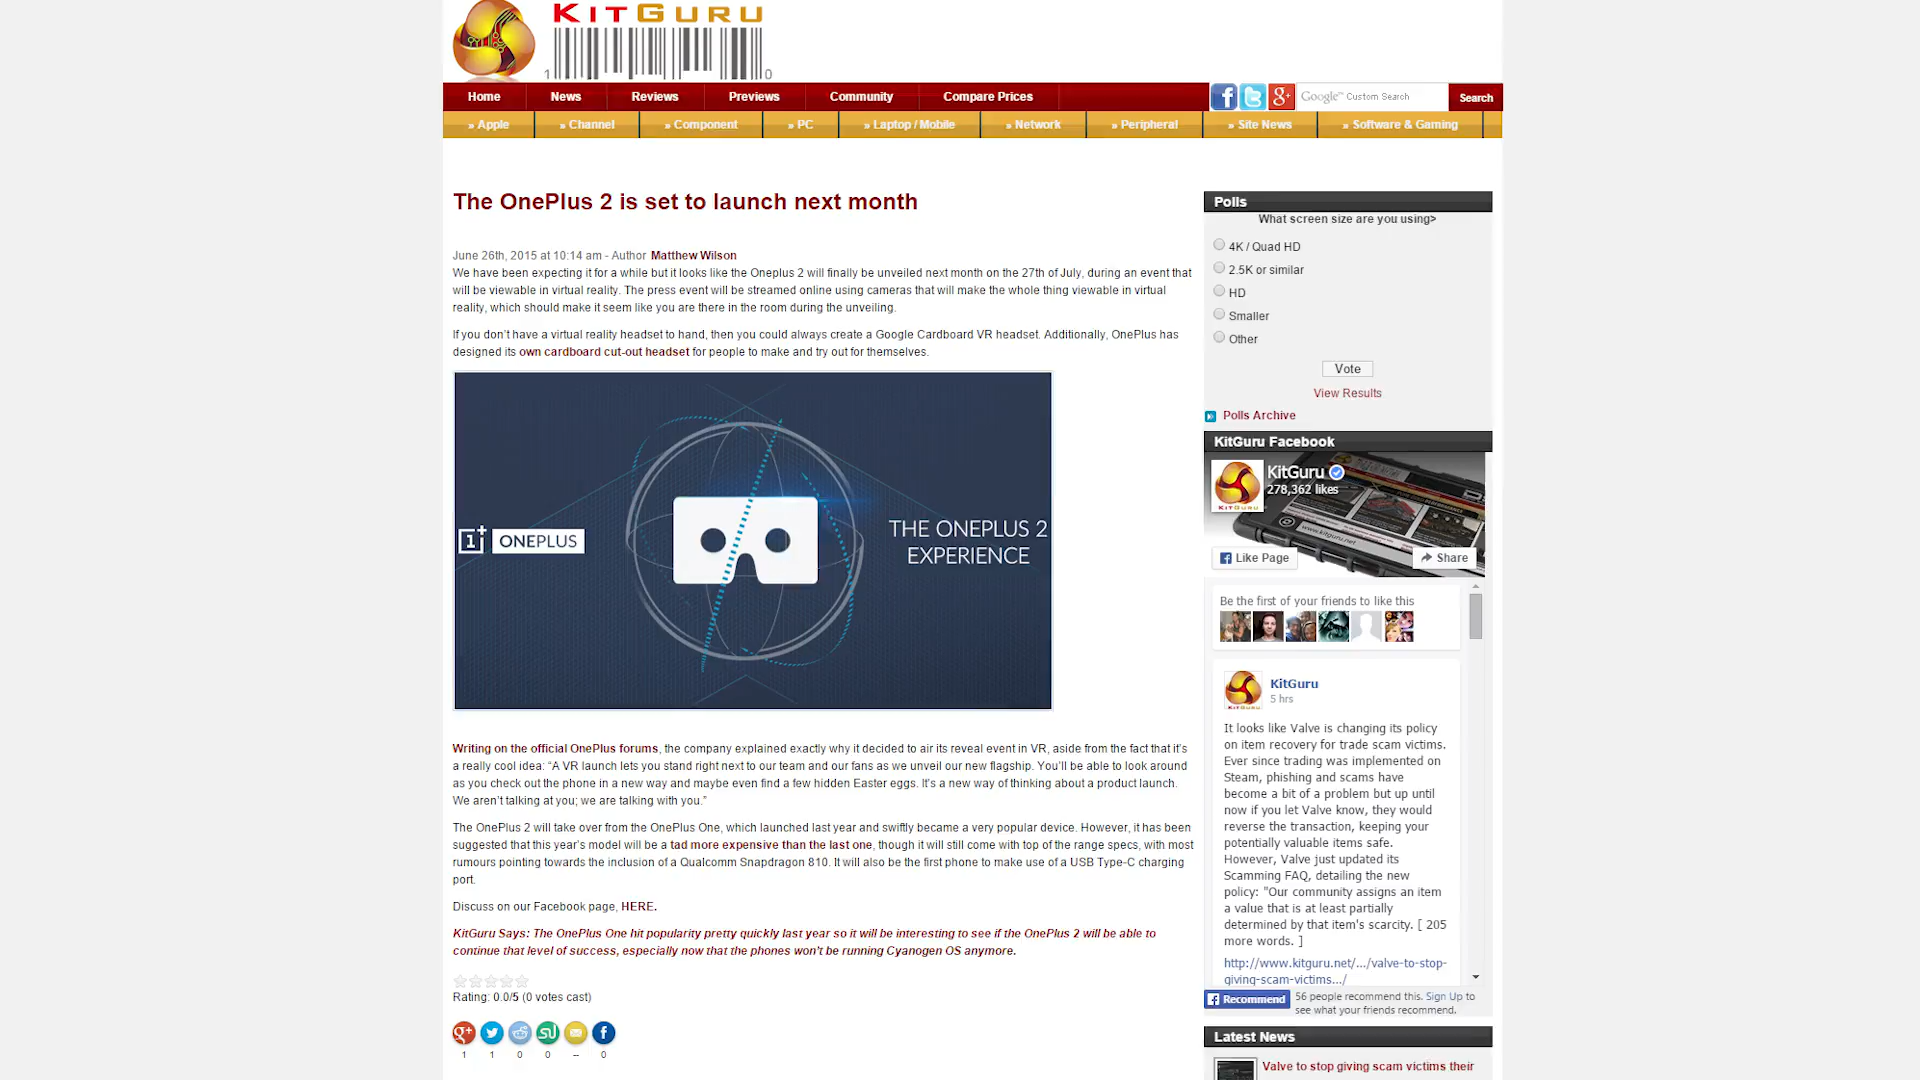 KITGURU
1 0
Home News Reviews Previews Community Compare Prices
Google Custom Search Search
» Apple » Channel » Component » PC » Laptop / Mobile » Network » Peripheral » Site News » Software & Gaming
The OnePlus 2 is set to launch next month
June 26th, 2015 at 10:14 am - Author Matthew Wilson
We have been expecting it for a while but it looks like the Oneplus 2 will finally be unveiled next month on the 27th of July, during an event that
will be viewable in virtual reality. The press event will be streamed online using cameras that will make the whole thing viewable in virtual
reality, which should make it seem like you are there in the room during the unveiling.
If you don't have a virtual reality headset to hand, then you could always create a Google Cardboard VR headset. Additionally, OnePlus has
designed its own cardboard cut-out headset for people to make and try out for themselves.
1+ ONEPLUS
THE ONEPLUS 2
EXPERIENCE
Writing on the official OnePlus forums, the company explained exactly why it decided to air its reveal event in VR, aside from the fact that it's
a really cool idea: “A VR launch lets you stand right next to our team and our fans as we unveil our new flagship. You'll be able to look around
as you check out the phone in a new way and maybe even find a few hidden Easter eggs. It's a new way of thinking about a product launch.
We aren't talking at you; we are talking with you.”
The OnePlus 2 will take over from the OnePlus One, which launched last year and swiftly became a very popular device. However, it has been
suggested that this year's model will be a tad more expensive than the last one, though it will still come with top of the range specs, with most
rumours pointing towards the inclusion of a Qualcomm Snapdragon 810. It will also be the first phone to make use of a USB Type-C charging
port.
Discuss on our Facebook page, HERE.
KitGuru Says: The OnePlus One hit popularity pretty quickly last year so it will be interesting to see if the OnePlus 2 will be able to
continue that level of success, especially now that the phones won't be running Cyanogen OS anymore.
Rating: 0.0/5 (0 votes cast)
1 1 0 0 -- 0
Polls
What screen size are you using>
4K / Quad HD
2.5K or similar
HD
Smaller
Other
Vote
View Results
Polls Archive
KitGuru Facebook
KitGuru
278,362 likes
www.kitguru.net
Like Page Share
Be the first of your friends to like this
KitGuru
5 hrs
It looks like Valve is changing its policy
on item recovery for trade scam victims.
Ever since trading was implemented on
Steam, phishing and scams have
become a bit of a problem but up until
now if you let Valve know, they would
reverse the transaction, keeping your
potentially valuable items safe.
However, Valve just updated its
Scamming FAQ, detailing the new
policy: "Our community assigns an item
a value that is at least partially
determined by that item's scarcity. [ 205
more words. ]
http://www.kitguru.net/.../valve-to-stop-
giving-scam-victims.../
Recommend 56 people recommend this. Sign Up to
see what your friends recommend.
Latest News
Valve to stop giving scam victims their